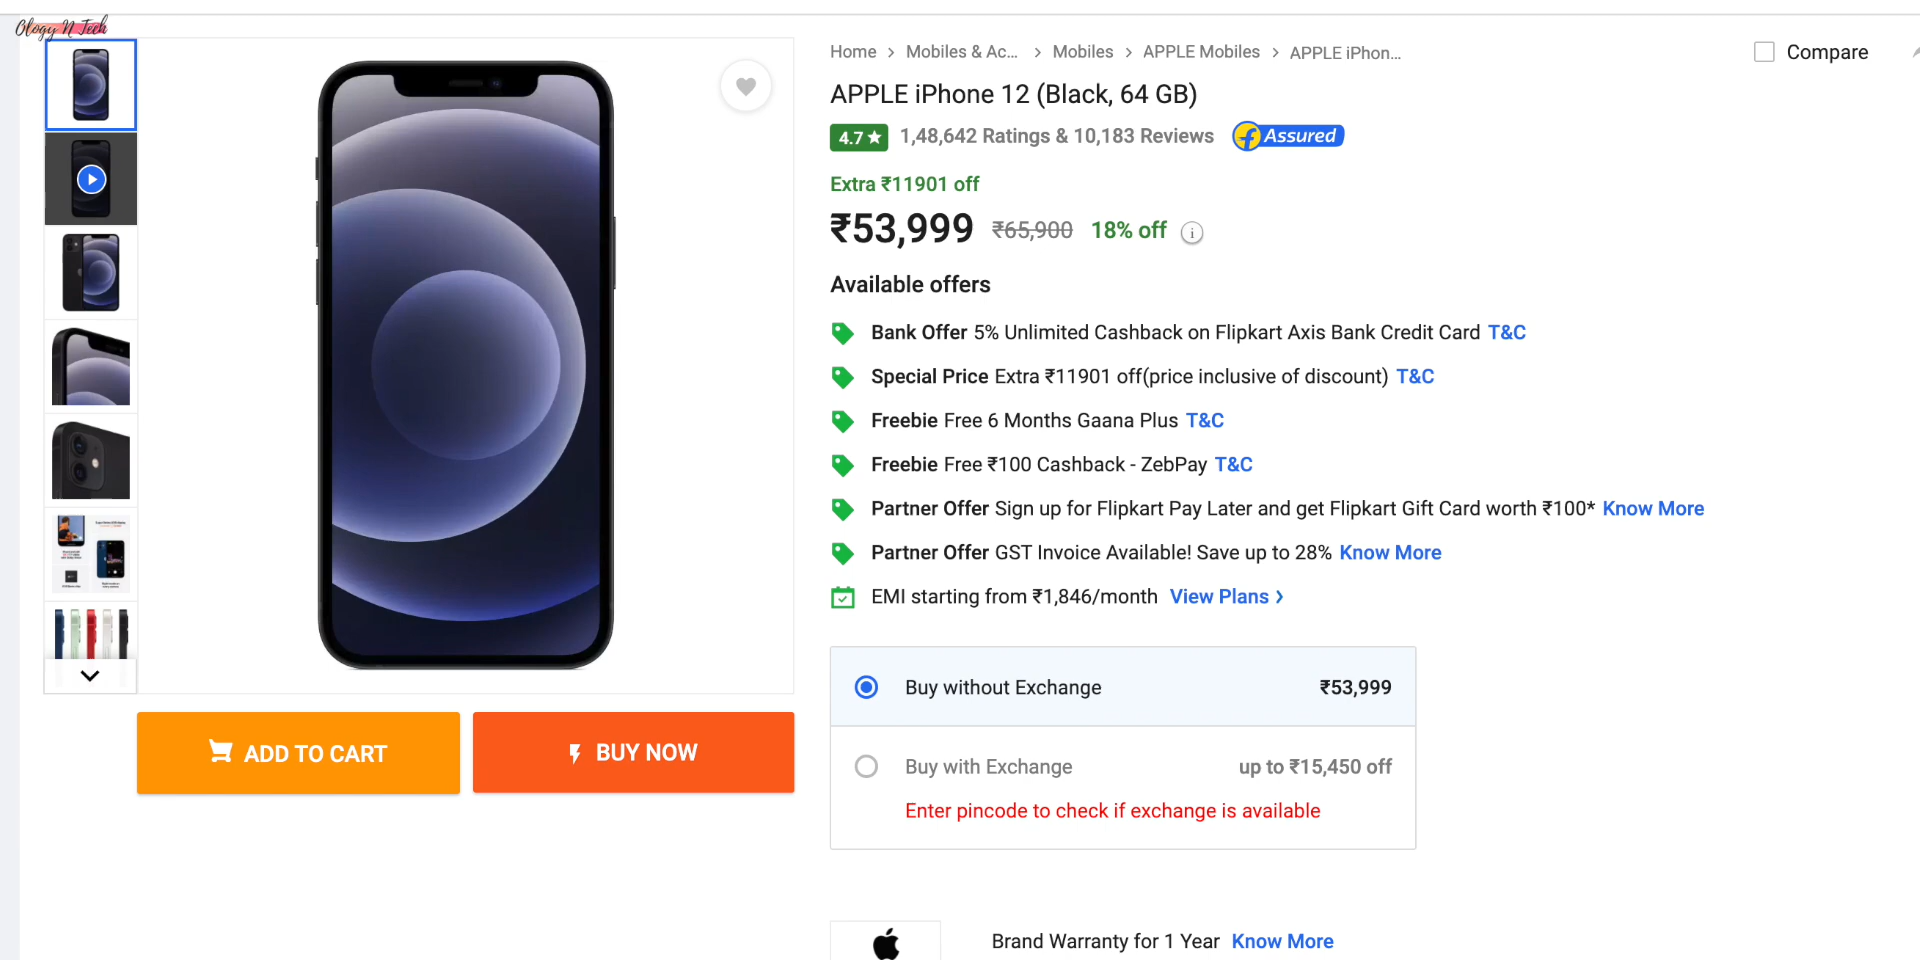 Ology N Tech
Home > Mobiles & Ac... > Mobiles > APPLE Mobiles > APPLE iPhon...
Compare
APPLE iPhone 12 (Black, 64 GB)
4.7★ 1,48,642 Ratings & 10,183 Reviews Assured
Extra ₹11901 off
₹53,999 ₹65,900 18% off
Available offers
Bank Offer 5% Unlimited Cashback on Flipkart Axis Bank Credit Card T&C
Special Price Extra ₹11901 off(price inclusive of discount) T&C
Freebie Free 6 Months Gaana Plus T&C
Freebie Free ₹100 Cashback - ZebPay T&C
Partner Offer Sign up for Flipkart Pay Later and get Flipkart Gift Card worth ₹100* Know More
Partner Offer GST Invoice Available! Save up to 28% Know More
EMI starting from ₹1,846/month View Plans >
Buy without Exchange ₹53,999
Buy with Exchange up to ₹15,450 off
Enter pincode to check if exchange is available
ADD TO CART
BUY NOW
Brand Warranty for 1 Year Know More